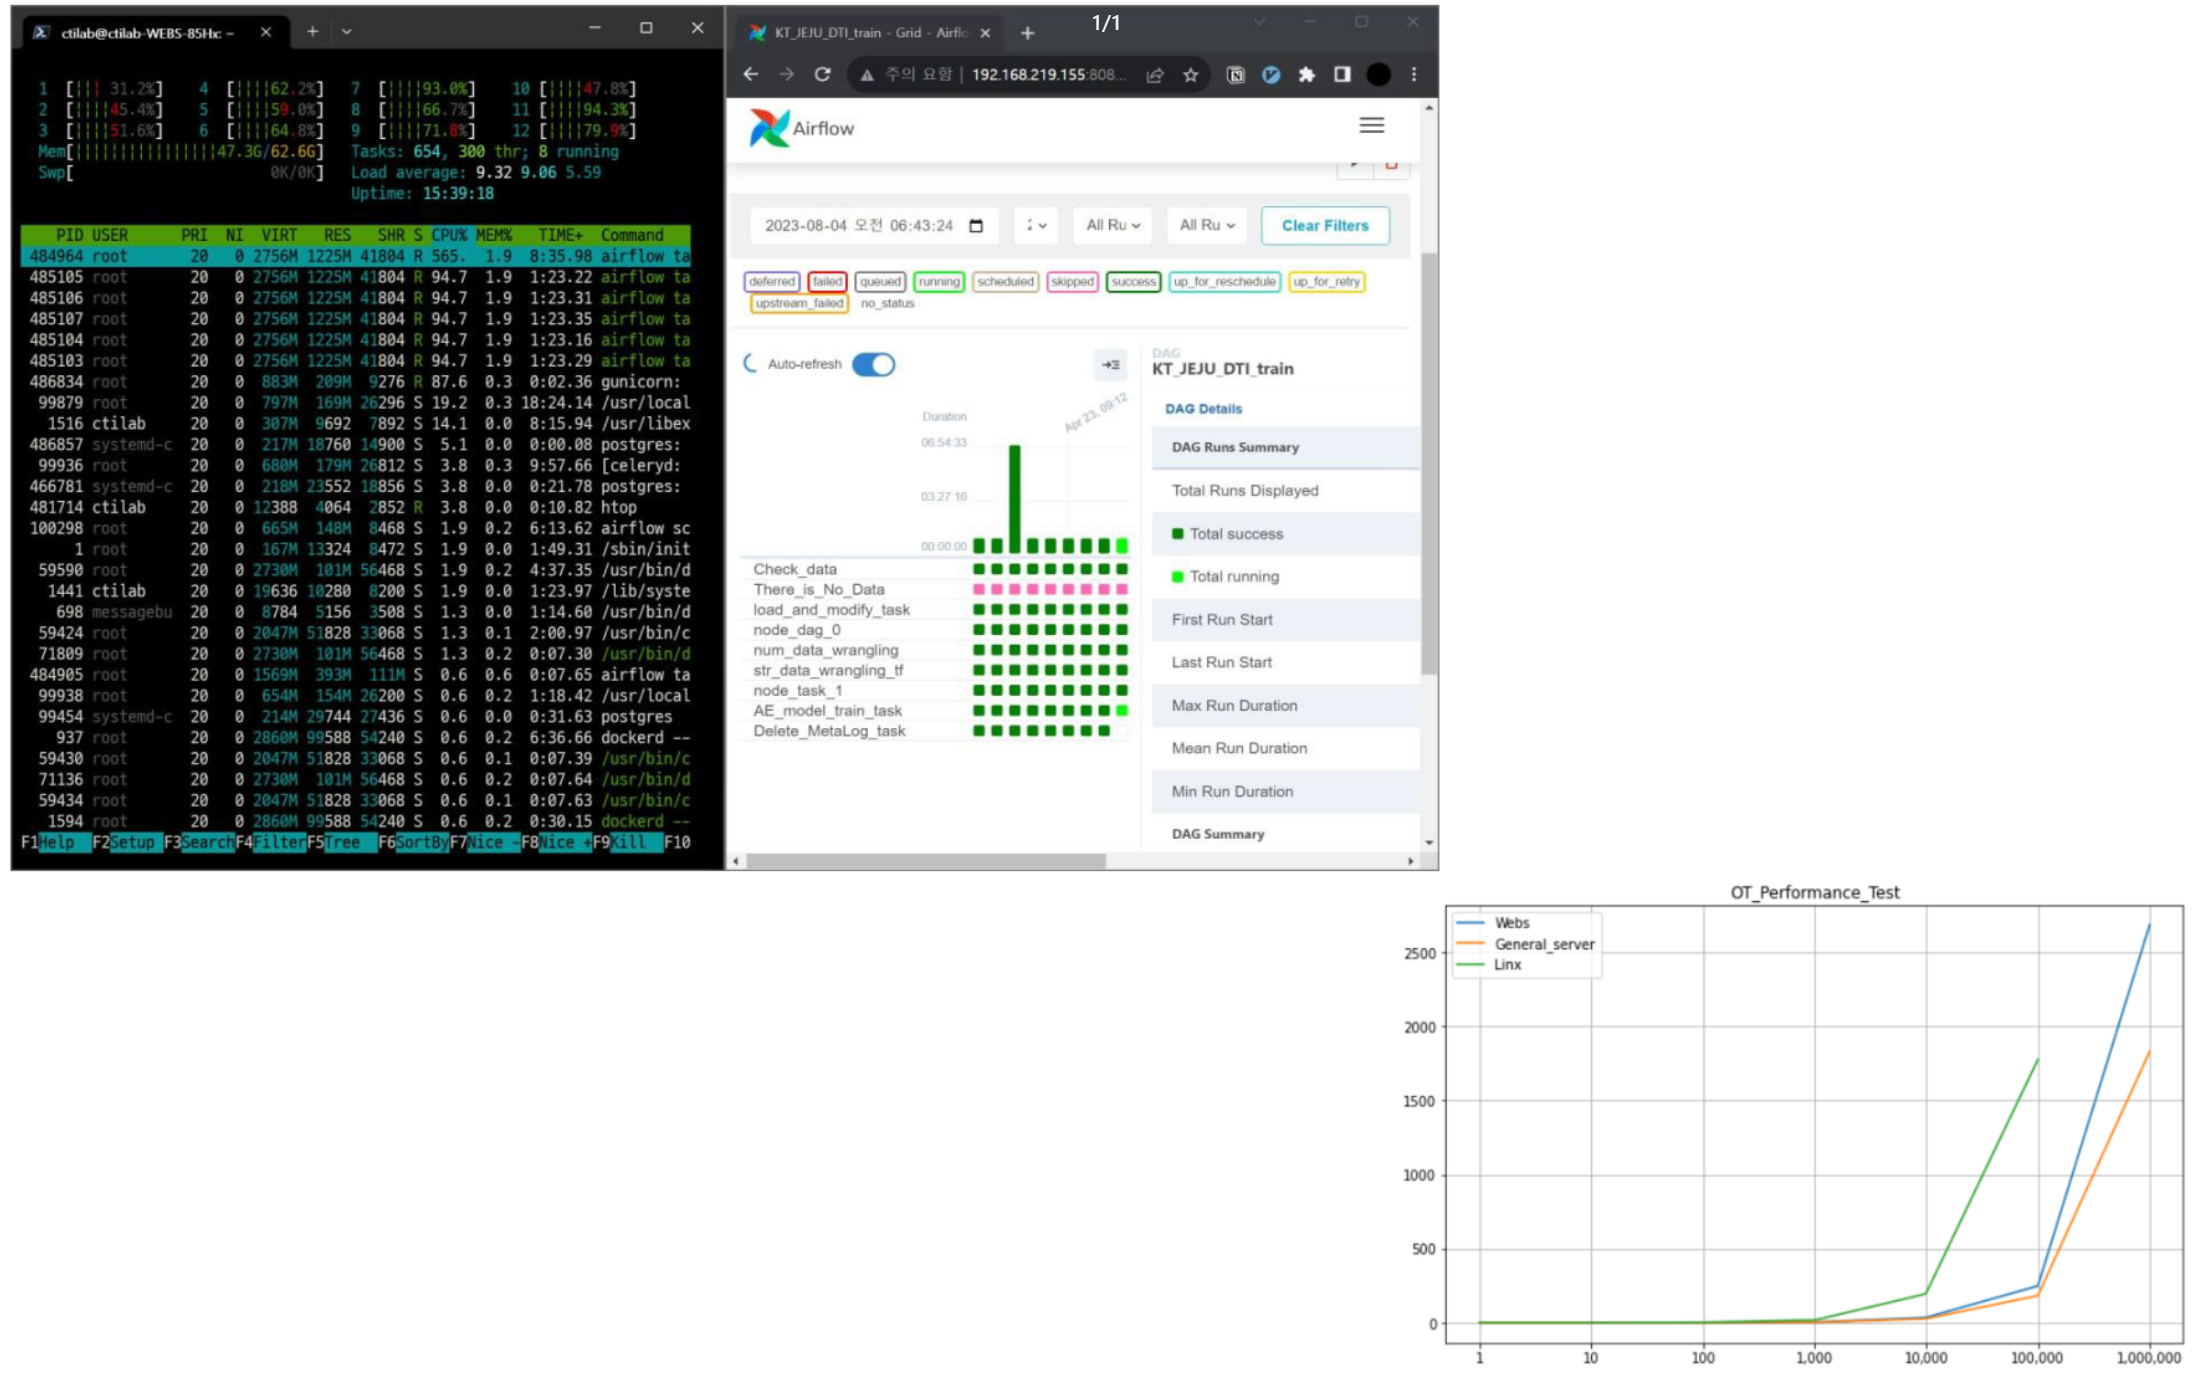 ctilab@ctilab-WEBS-85Hx: ~
1 [||| 31.2%] 4 [||||62.2%] 7 [||||93.0%] 10 [||||47.8%]
2 [||||45.4%] 5 [||||59.0%] 8 [||||66.7%] 11 [||||94.3%]
3 [||||51.6%] 6 [||||64.8%] 9 [||||71.8%] 12 [||||79.9%]
Mem[||||||||||||||||47.3G/62.6G] Tasks: 654, 300 thr; 8 running
Swp[ 0K/0K] Load average: 9.32 9.06 5.59
Uptime: 15:39:18
PID USER PRI NI VIRT RES SHR S CPU% MEM% TIME+ Command
484964 root 20 0 2756M 1225M 41804 R 565. 1.9 8:35.98 airflow ta
485105 root 20 0 2756M 1225M 41804 R 94.7 1.9 1:23.22 airflow ta
485106 root 20 0 2756M 1225M 41804 R 94.7 1.9 1:23.31 airflow ta
485107 root 20 0 2756M 1225M 41804 R 94.7 1.9 1:23.35 airflow ta
485104 root 20 0 2756M 1225M 41804 R 94.7 1.9 1:23.16 airflow ta
485103 root 20 0 2756M 1225M 41804 R 94.7 1.9 1:23.29 airflow ta
486834 root 20 0 883M 209M 9276 R 87.6 0.3 0:02.36 gunicorn:
99879 root 20 0 797M 169M 26296 S 19.2 0.3 18:24.14 /usr/local
1516 ctilab 20 0 307M 9692 7892 S 14.1 0.0 8:15.94 /usr/libex
486857 systemd-c 20 0 217M 18760 14900 S 5.1 0.0 0:00.08 postgres:
99936 root 20 0 680M 179M 26812 S 3.8 0.3 9:57.66 [celeryd:
466781 systemd-c 20 0 218M 23552 18856 S 3.8 0.0 0:21.78 postgres:
481714 ctilab 20 0 12388 4064 2852 R 3.8 0.0 0:10.82 htop
100298 root 20 0 665M 148M 8468 S 1.9 0.2 6:13.62 airflow sc
1 root 20 0 167M 13324 8472 S 1.9 0.0 1:49.31 /sbin/init
59590 root 20 0 2730M 101M 56468 S 1.9 0.2 4:37.35 /usr/bin/d
1441 ctilab 20 0 19636 10280 8200 S 1.9 0.0 1:23.97 /lib/syste
698 messagebu 20 0 8784 5156 3508 S 1.3 0.0 1:14.60 /usr/bin/d
59424 root 20 0 2047M 51828 33068 S 1.3 0.1 2:00.97 /usr/bin/c
71809 root 20 0 2730M 101M 56468 S 1.3 0.2 0:07.30 /usr/bin/d
484905 root 20 0 1569M 393M 111M S 0.6 0.6 0:07.65 airflow ta
99938 root 20 0 654M 154M 26200 S 0.6 0.2 1:18.42 /usr/local
99454 systemd-c 20 0 214M 29744 27436 S 0.6 0.0 0:31.63 postgres
937 root 20 0 2860M 99588 54240 S 0.6 0.2 6:36.66 dockerd --
59430 root 20 0 2047M 51828 33068 S 0.6 0.1 0:07.39 /usr/bin/c
71136 root 20 0 2730M 101M 56468 S 0.6 0.2 0:07.64 /usr/bin/d
59434 root 20 0 2047M 51828 33068 S 0.6 0.1 0:07.63 /usr/bin/c
1594 root 20 0 2860M 99588 54240 S 0.6 0.2 0:30.15 dockerd --
F1Help F2Setup F3SearchF4FilterF5Tree F6SortByF7Nice -F8Nice +F9Kill F10
KT_JEJU_DTI_train - Grid - Airflo
1/1
주의 요함 | 192.168.219.155:808...
Airflow
2023-08-04 오전 06:43:24 All Ru All Ru Clear Filters
deferred failed queued running scheduled skipped success up_for_reschedule up_for_retry
upstream_failed no_status
Auto-refresh
Duration
Apr 23, 09:12
06:54:33
03:27:16
00:00:00
Check_data
There_is_No_Data
load_and_modify_task
node_dag_0
num_data_wrangling
str_data_wrangling_tf
node_task_1
AE_model_train_task
Delete_MetaLog_task
DAG
KT_JEJU_DTI_train
DAG Details
DAG Runs Summary
Total Runs Displayed
Total success
Total running
First Run Start
Last Run Start
Max Run Duration
Mean Run Duration
Min Run Duration
DAG Summary
OT_Performance_Test
Webs
General_server
Linx
2500
2000
1500
1000
500
0
1 10 100 1,000 10,000 100,000 1,000,000